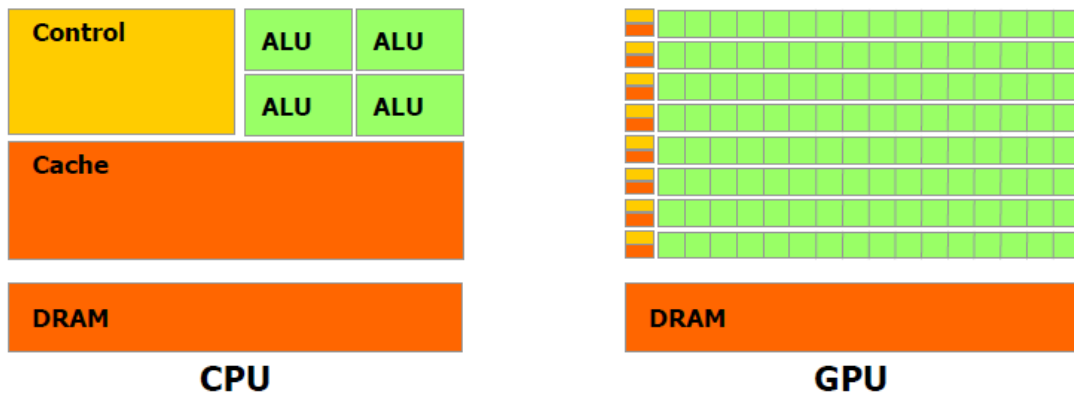 Control
ALU ALU
ALU ALU
Cache
DRAM
CPU
DRAM
GPU